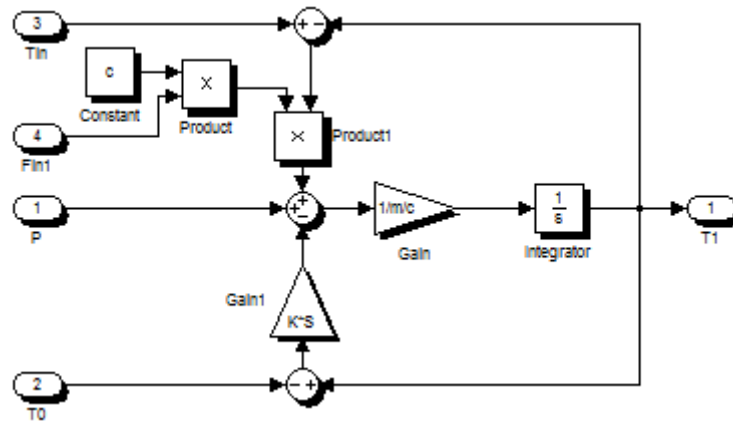 3
TIn
c
Constant
X
Product
4
FIn1
×
Product1
1
P
1/m/c
Gain
1
s
Integrator
1
T1
Gain1
K*S
2
T0